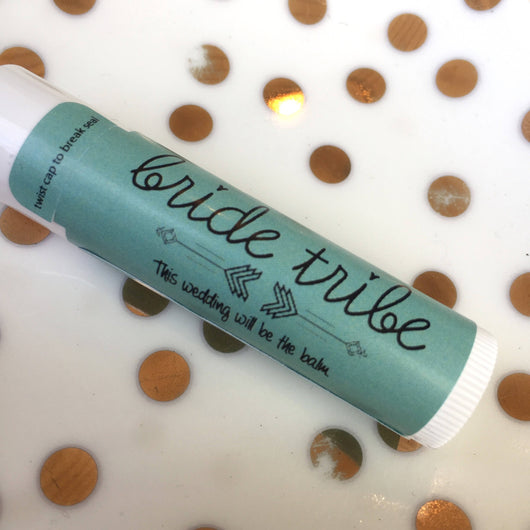 twist cap to break seal
bride tribe
This wedding will be the balm